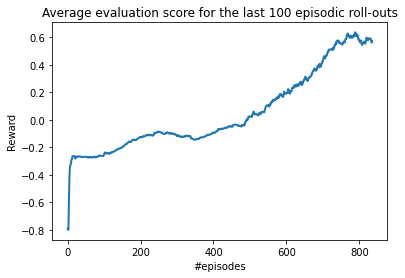 Average evaluation score for the last 100 episodic roll-outs
0.6
0.4
0.2
0.0
−0.2
−0.4
−0.6
−0.8
Reward
0 200 400 600 800
#episodes